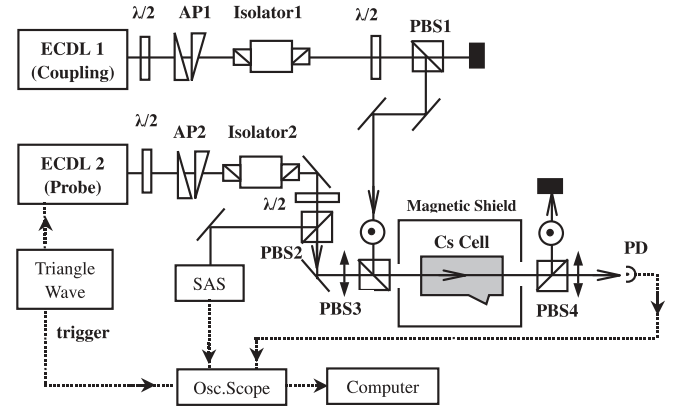 λ/2
AP1
Isolator1
λ/2
PBS1
ECDL 1
(Coupling)
λ/2
AP2
Isolator2
ECDL 2
(Probe)
λ/2
Magnetic Shield
Cs Cell
PBS2
PD
Triangle
Wave
SAS
PBS3
PBS4
trigger
Osc.Scope
Computer